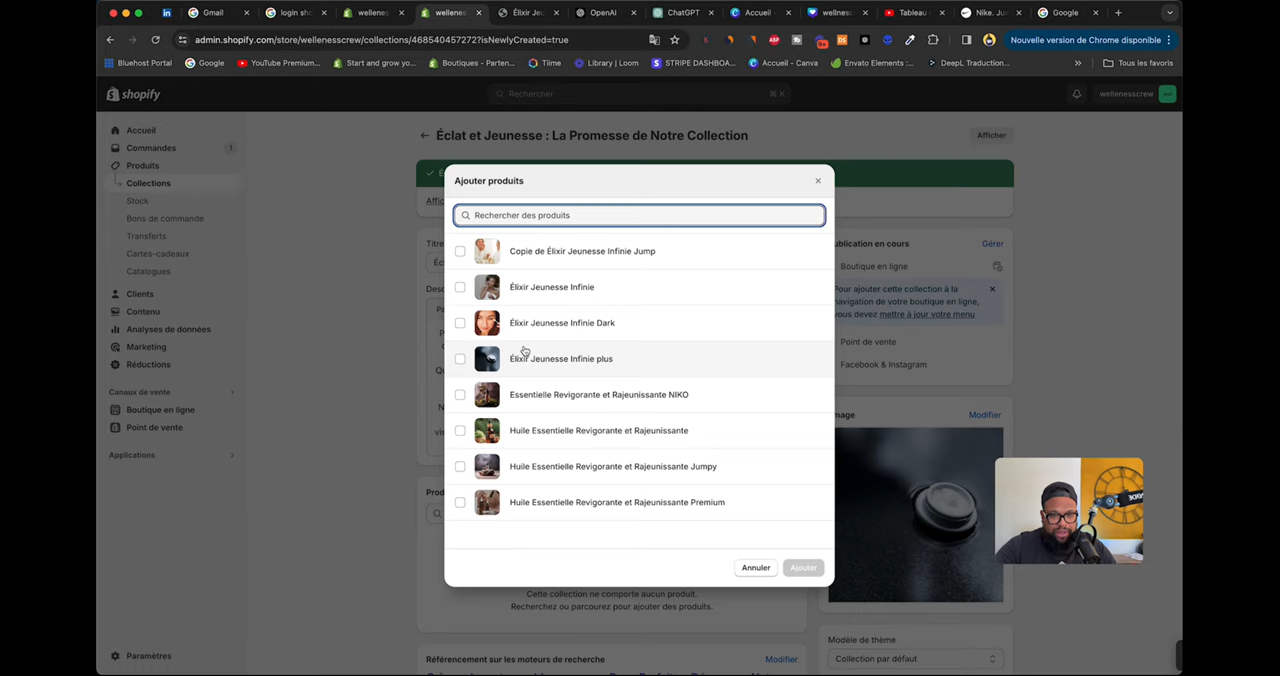 Gmail
login sh
wellenes
wellenes
Élixir Jeu
OpenAI
ChatGPT
Accueil -
wellnesc
Tableau
Nike. Ju
Google
admin.shopify.com/store/wellenesscrew/collections/468540457272?isNewlyCreated=true
Nouvelle version de Chrome disponible
Bluehost Portal
Google
YouTube Premium...
Start and grow yo...
Boutiques - Parten...
Tiime
Library | Loom
STRIPE DASHBOA...
Accueil - Canva
Envato Elements :...
DeepL Traduction...
Tous les favoris
shopify
Rechercher
⌘ K
wellenesscrew
Accueil
Commandes
1
Produits
Collections
Stock
Bons de commande
Transferts
Cartes-cadeaux
Catalogues
Clients
Contenu
Analyses de données
Marketing
Réductions
Canaux de vente
Boutique en ligne
Point de vente
Applications
Paramètres
Éclat et Jeunesse : La Promesse de Notre Collection
Afficher
Ajouter produits
Rechercher des produits
Copie de Élixir Jeunesse Infinie Jump
Élixir Jeunesse Infinie
Élixir Jeunesse Infinie Dark
Élixir Jeunesse Infinie plus
Essentielle Revigorante et Rajeunissante NIKO
Huile Essentielle Revigorante et Rajeunissante
Huile Essentielle Revigorante et Rajeunissante Jumpy
Huile Essentielle Revigorante et Rajeunissante Premium
Annuler
Ajouter
Cette collection ne comporte aucun produit.
Recherchez ou parcourez pour ajouter des produits.
Référencement sur les moteurs de recherche
Modifier
ublication en cours
Gérer
Boutique en ligne
Pour ajouter cette collection à la
navigation de votre boutique en ligne,
vous devez mettre à jour votre menu
Point de vente
Facebook & Instagram
mage
Modifier
Modèle de thème
Collection par défaut